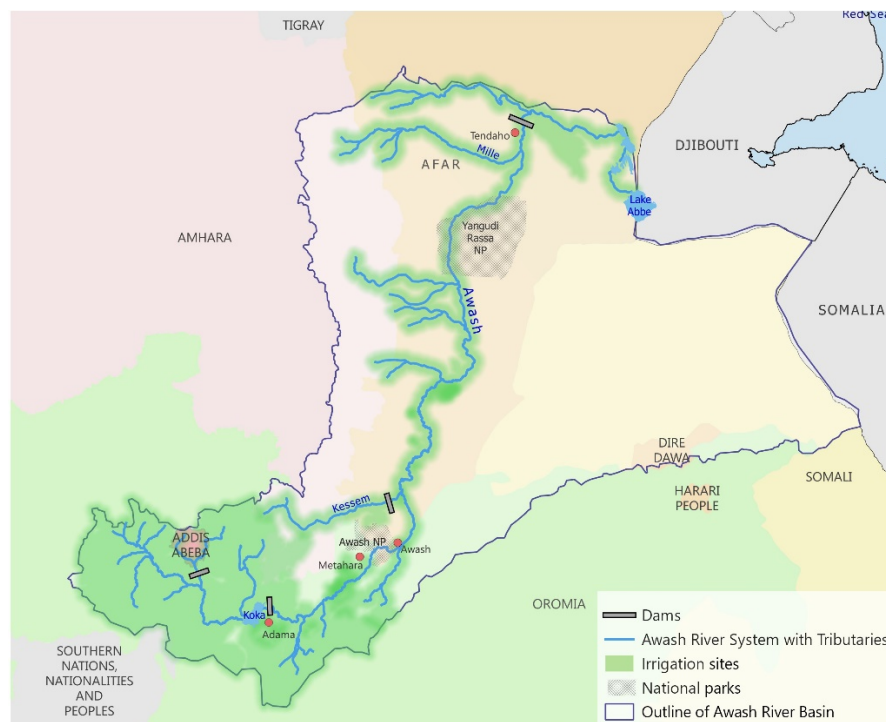 Red Sea
TIGRAY
DJIBOUTI
Tendaho
Mille
AFAR
Lake
Abbe
Yangudi
Rassa
NP
AMHARA
Awash
SOMALIA
DIRE
DAWA
SOMALI
HARARI
PEOPLE
Kessem
ADDIS
ABEBA
Awash NP
Awash
Metahara
Koka
Adama
OROMIA
SOUTHERN
NATIONS,
NATIONALITIES
AND
PEOPLES
Dams
Awash River System with Tributaries
Irrigation sites
National parks
Outline of Awash River Basin